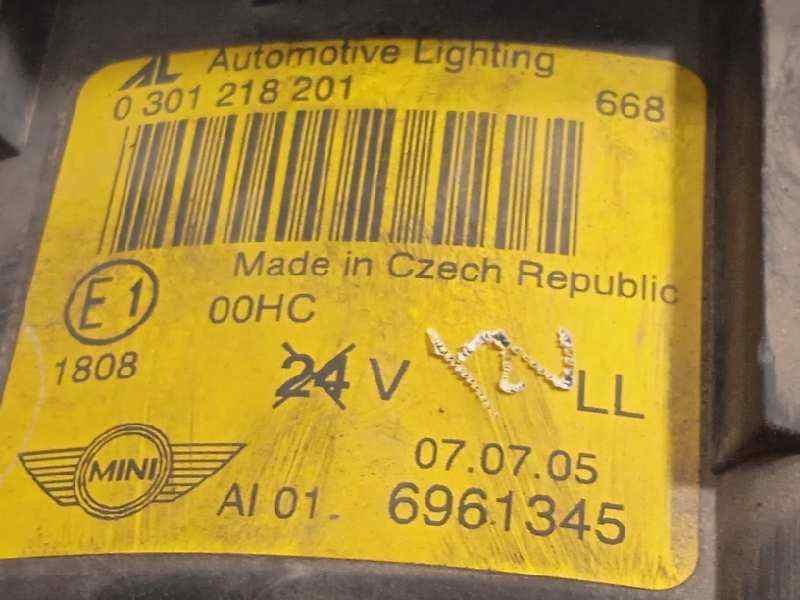 AL Automotive Lighting
0 301 218 201 668
Made in Czech Republic
E1 00HC
1808 24 V LL
MINI 07.07.05
AI 01 6961345